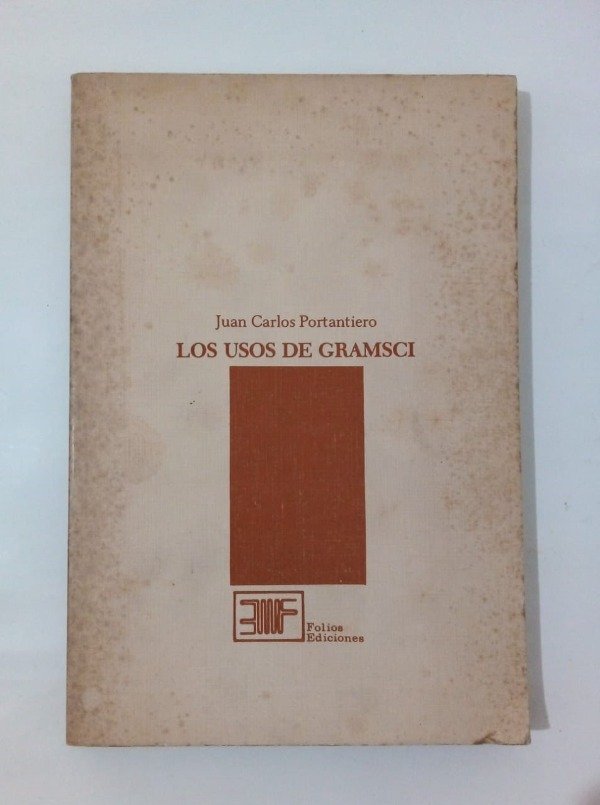 Juan Carlos Portantiero
LOS USOS DE GRAMSCI
Folios
Ediciones